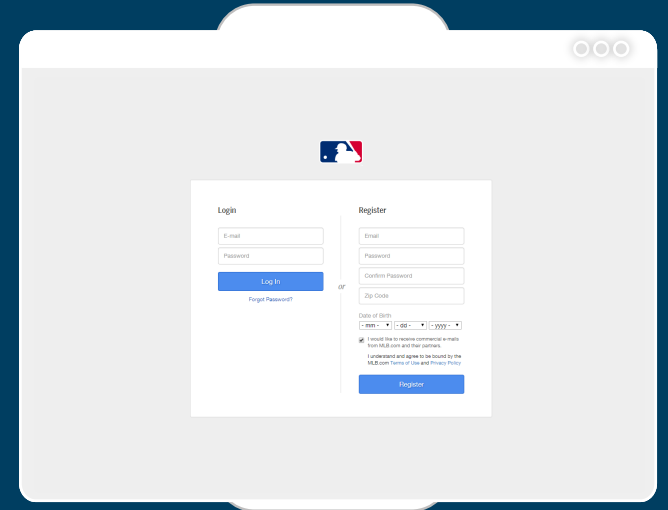 Login
E-mail
Password
Log In
Forgot Password?
or
Register
Email
Password
Confirm Password
Zip Code
Date of Birth
- mm - - dd - - yyyy -
I would like to receive commercial e-mails
from MLB.com and their partners.
I understand and agree to be bound by the
MLB.com Terms of Use and Privacy Policy
Register